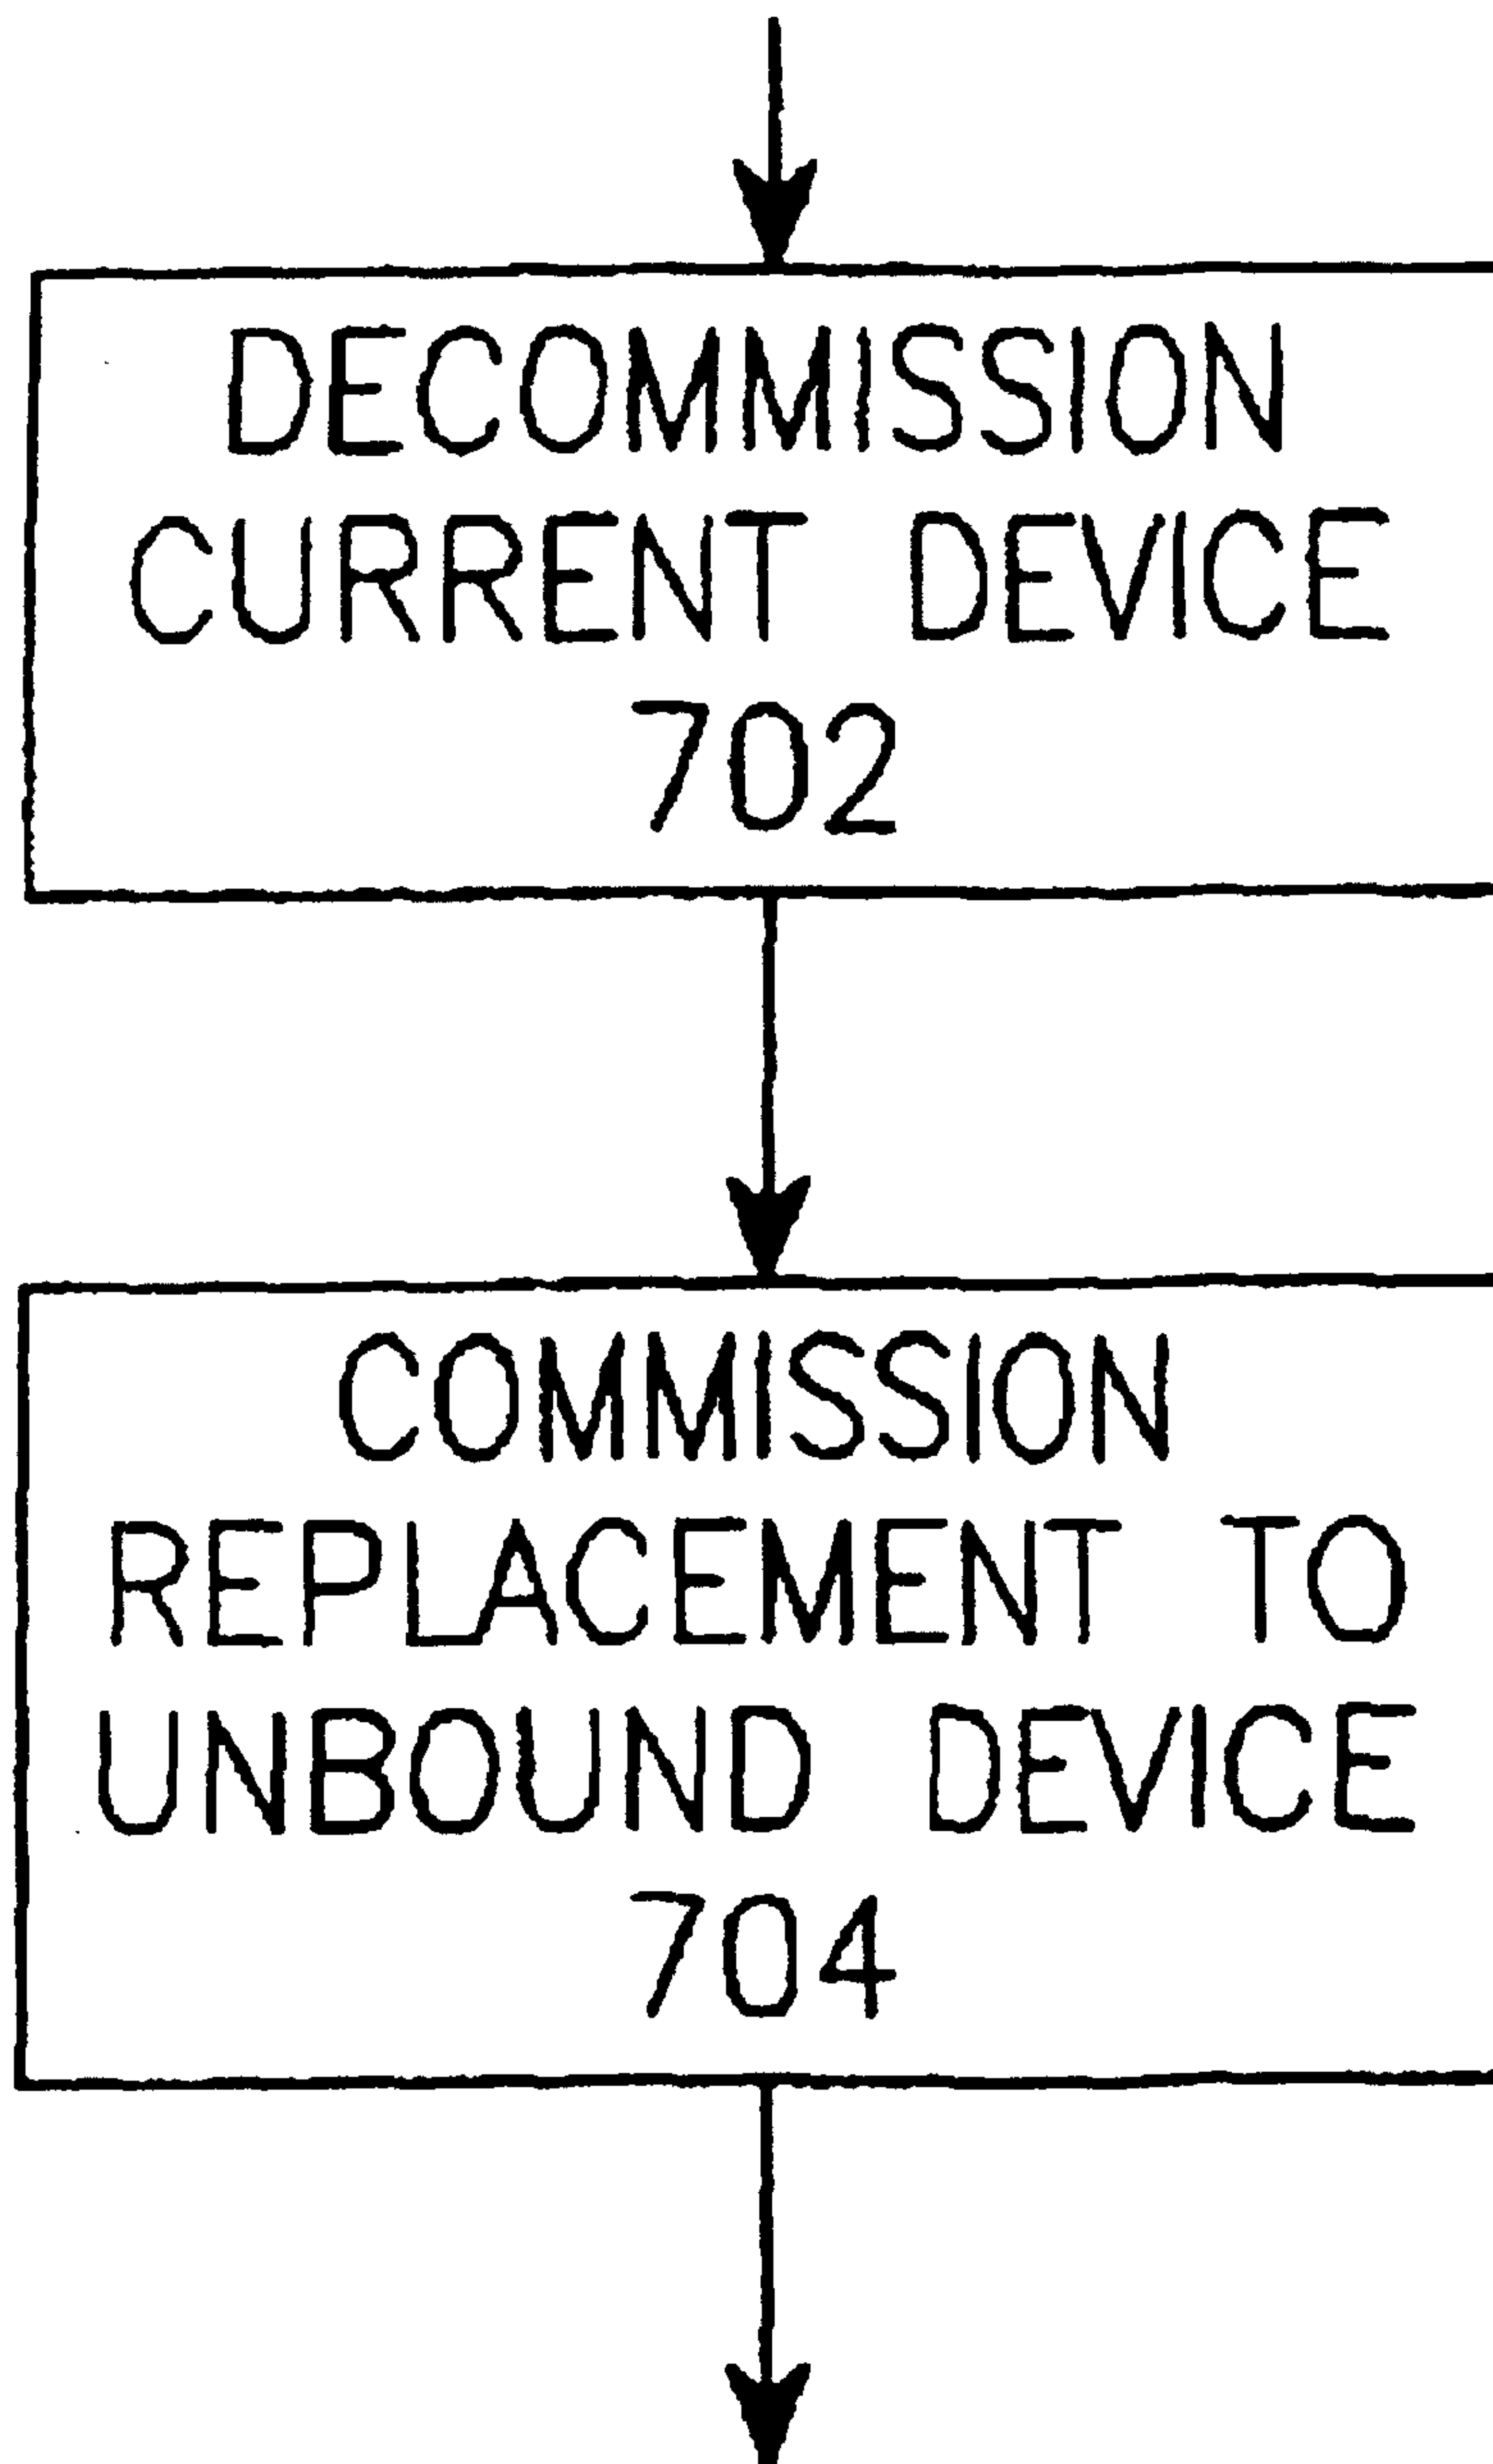 DECOMMISSION
CURRENT DEVICE
702
COMMISSION
REPLACEMENT TO
UNBOUND DEVICE
704